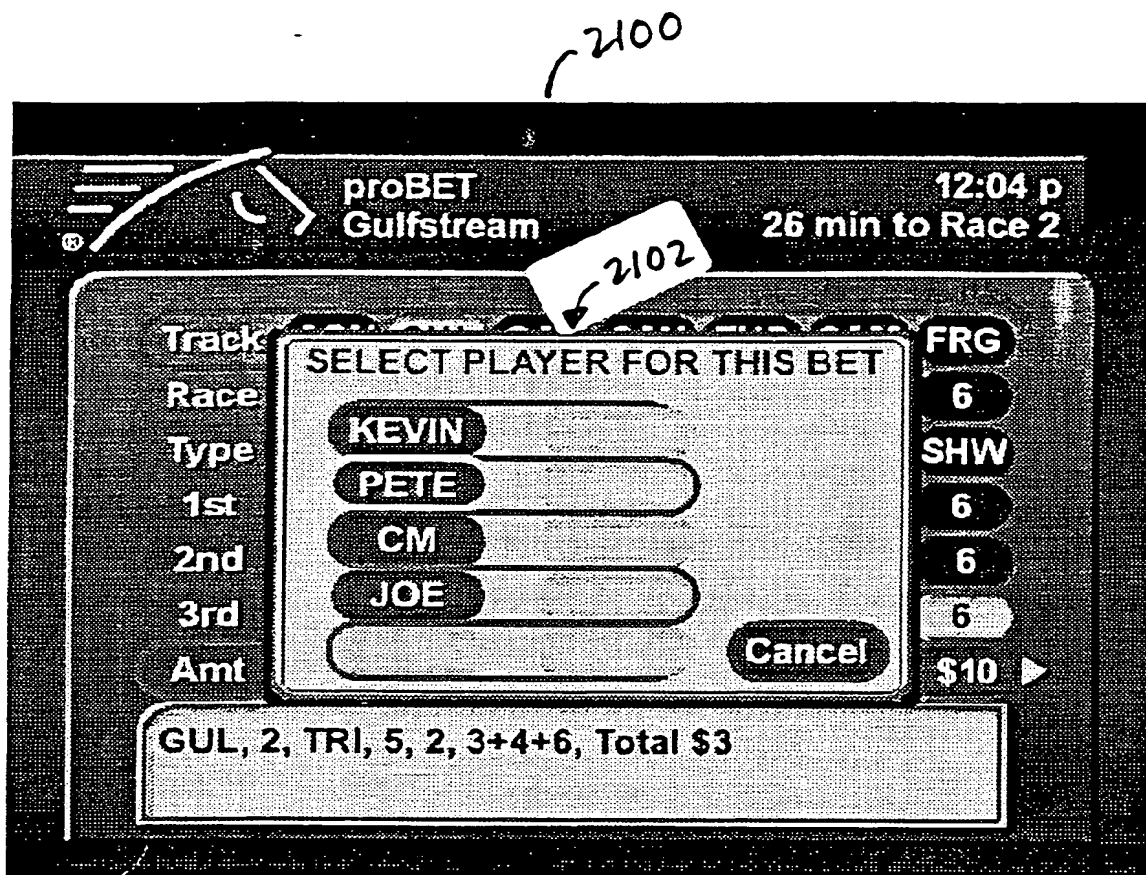 2100
proBET
12:04 p
Gulfstream
26 min to Race 2
®
2102
Track
FRG
SELECT PLAYER FOR THIS BET
Race
6
KEVIN
Type
SHW
PETE
1st
6
CM
2nd
6
JOE
3rd
6
Cancel
Amt
$10
GUL, 2, TRI, 5, 2, 3+4+6, Total $3